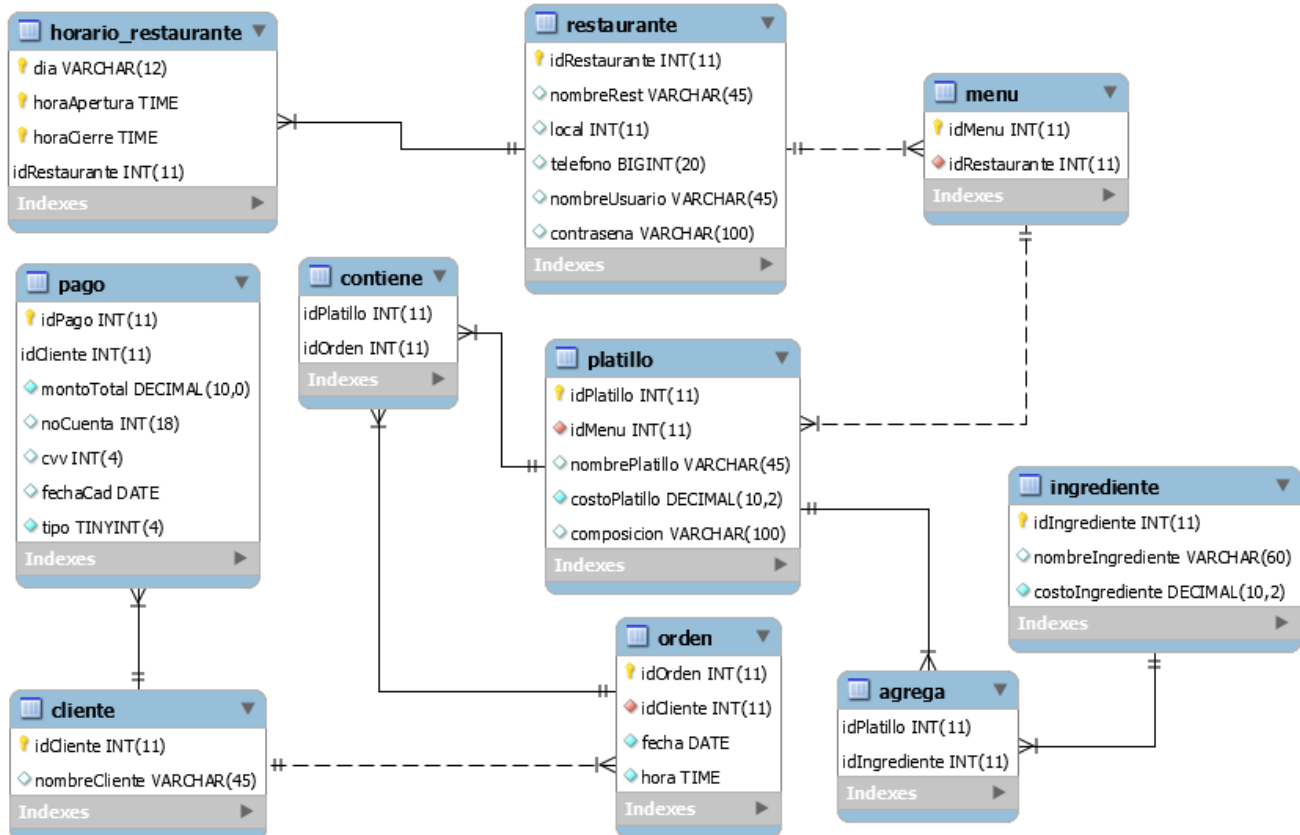 horario_restaurante
dia VARCHAR(12)
horaApertura TIME
horaCierre TIME
idRestaurante INT(11)
Indexes
restaurante
idRestaurante INT(11)
nombreRest VARCHAR(45)
local INT(11)
telefono BIGINT(20)
nombreUsuario VARCHAR(45)
contrasena VARCHAR(100)
Indexes
menu
idMenu INT(11)
idRestaurante INT(11)
Indexes
pago
idPago INT(11)
idCliente INT(11)
montoTotal DECIMAL(10,0)
noCuenta INT(18)
cvv INT(4)
fechaCad DATE
tipo TINYINT(4)
Indexes
contiene
idPlatillo INT(11)
idOrden INT(11)
Indexes
platillo
idPlatillo INT(11)
idMenu INT(11)
nombrePlatillo VARCHAR(45)
costoPlatillo DECIMAL(10,2)
composicion VARCHAR(100)
Indexes
ingrediente
idIngrediente INT(11)
nombreIngrediente VARCHAR(60)
costoIngrediente DECIMAL(10,2)
Indexes
cliente
idCliente INT(11)
nombreCliente VARCHAR(45)
Indexes
orden
idOrden INT(11)
idCliente INT(11)
fecha DATE
hora TIME
Indexes
agrega
idPlatillo INT(11)
idIngrediente INT(11)
Indexes